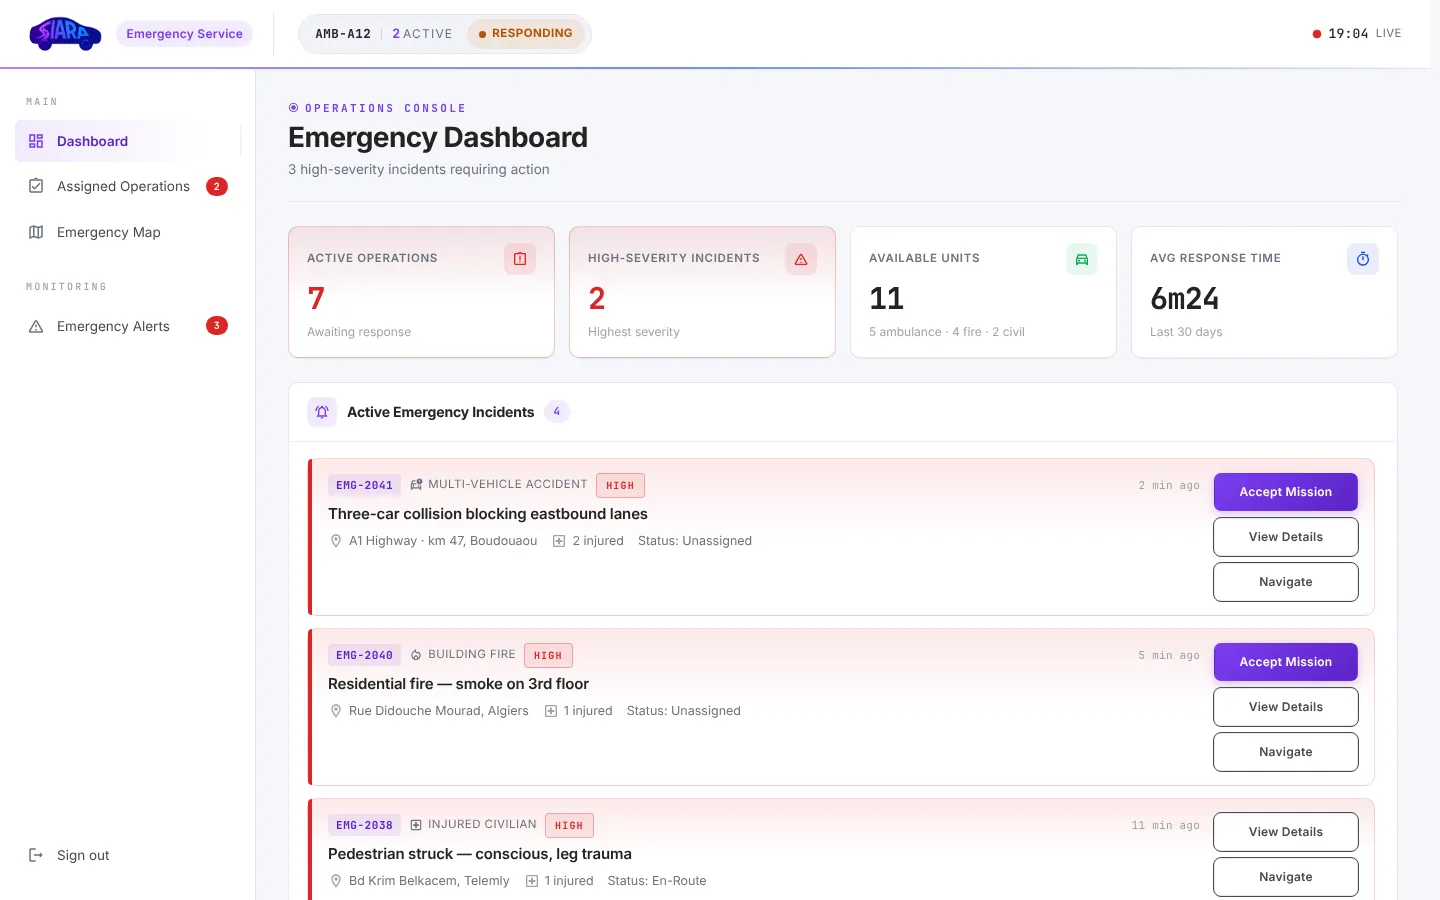 SIARA
Emergency Service
AMB-A12 2 ACTIVE RESPONDING
19:04 LIVE
MAIN
Dashboard
Assigned Operations 2
Emergency Map
MONITORING
Emergency Alerts 3
Sign out
OPERATIONS CONSOLE
Emergency Dashboard
3 high-severity incidents requiring action
ACTIVE OPERATIONS
7
Awaiting response
HIGH-SEVERITY INCIDENTS
2
Highest severity
AVAILABLE UNITS
11
5 ambulance · 4 fire · 2 civil
AVG RESPONSE TIME
6m24
Last 30 days
Active Emergency Incidents 4
EMG-2041 MULTI-VEHICLE ACCIDENT HIGH 2 min ago
Three-car collision blocking eastbound lanes
A1 Highway · km 47, Boudouaou 2 injured Status: Unassigned
Accept Mission
View Details
Navigate
EMG-2040 BUILDING FIRE HIGH 5 min ago
Residential fire — smoke on 3rd floor
Rue Didouche Mourad, Algiers 1 injured Status: Unassigned
Accept Mission
View Details
Navigate
EMG-2038 INJURED CIVILIAN HIGH 11 min ago
Pedestrian struck — conscious, leg trauma
Bd Krim Belkacem, Telemly 1 injured Status: En-Route
View Details
Navigate